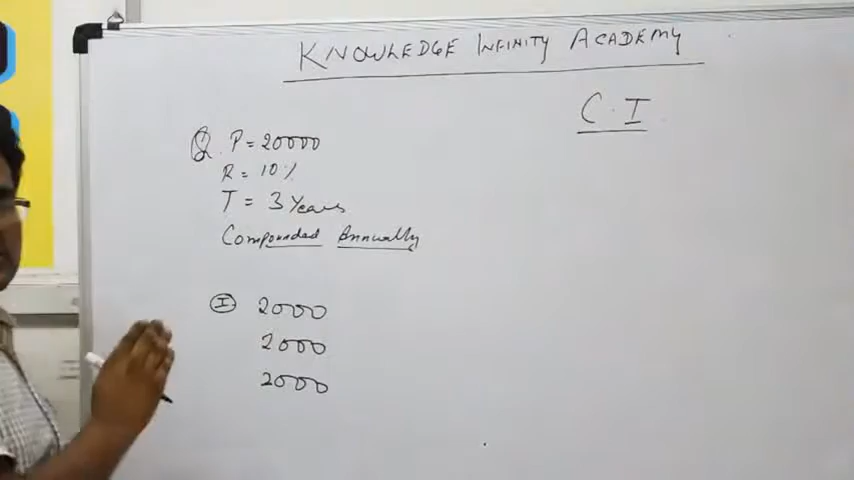 KNOWLEDGE INFINITY ACADEMY
C.I
Q. P = 20000
R = 10%
T = 3 Years
Compounded Annually
I 2000
2000
2000